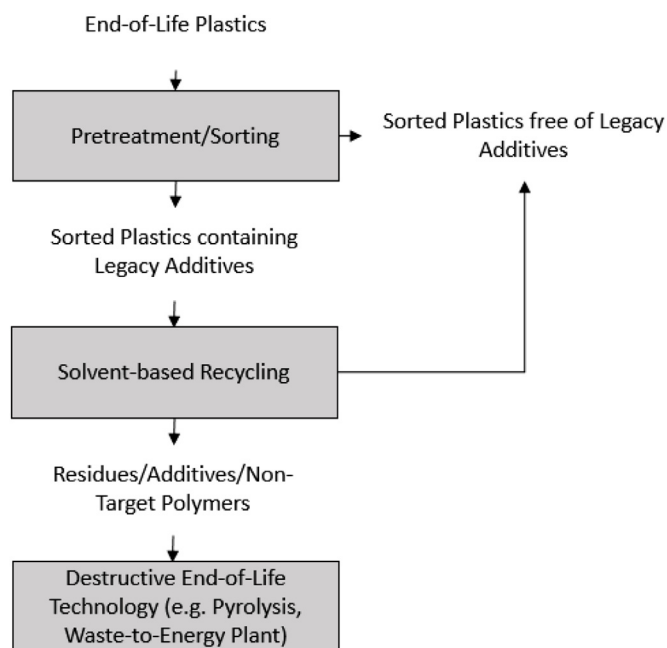 End-of-Life Plastics
Pretreatment/Sorting
Sorted Plastics free of Legacy
Additives
Sorted Plastics containing
Legacy Additives
Solvent-based Recycling
Residues/Additives/Non-
Target Polymers
Destructive End-of-Life
Technology (e.g. Pyrolysis,
Waste-to-Energy Plant)